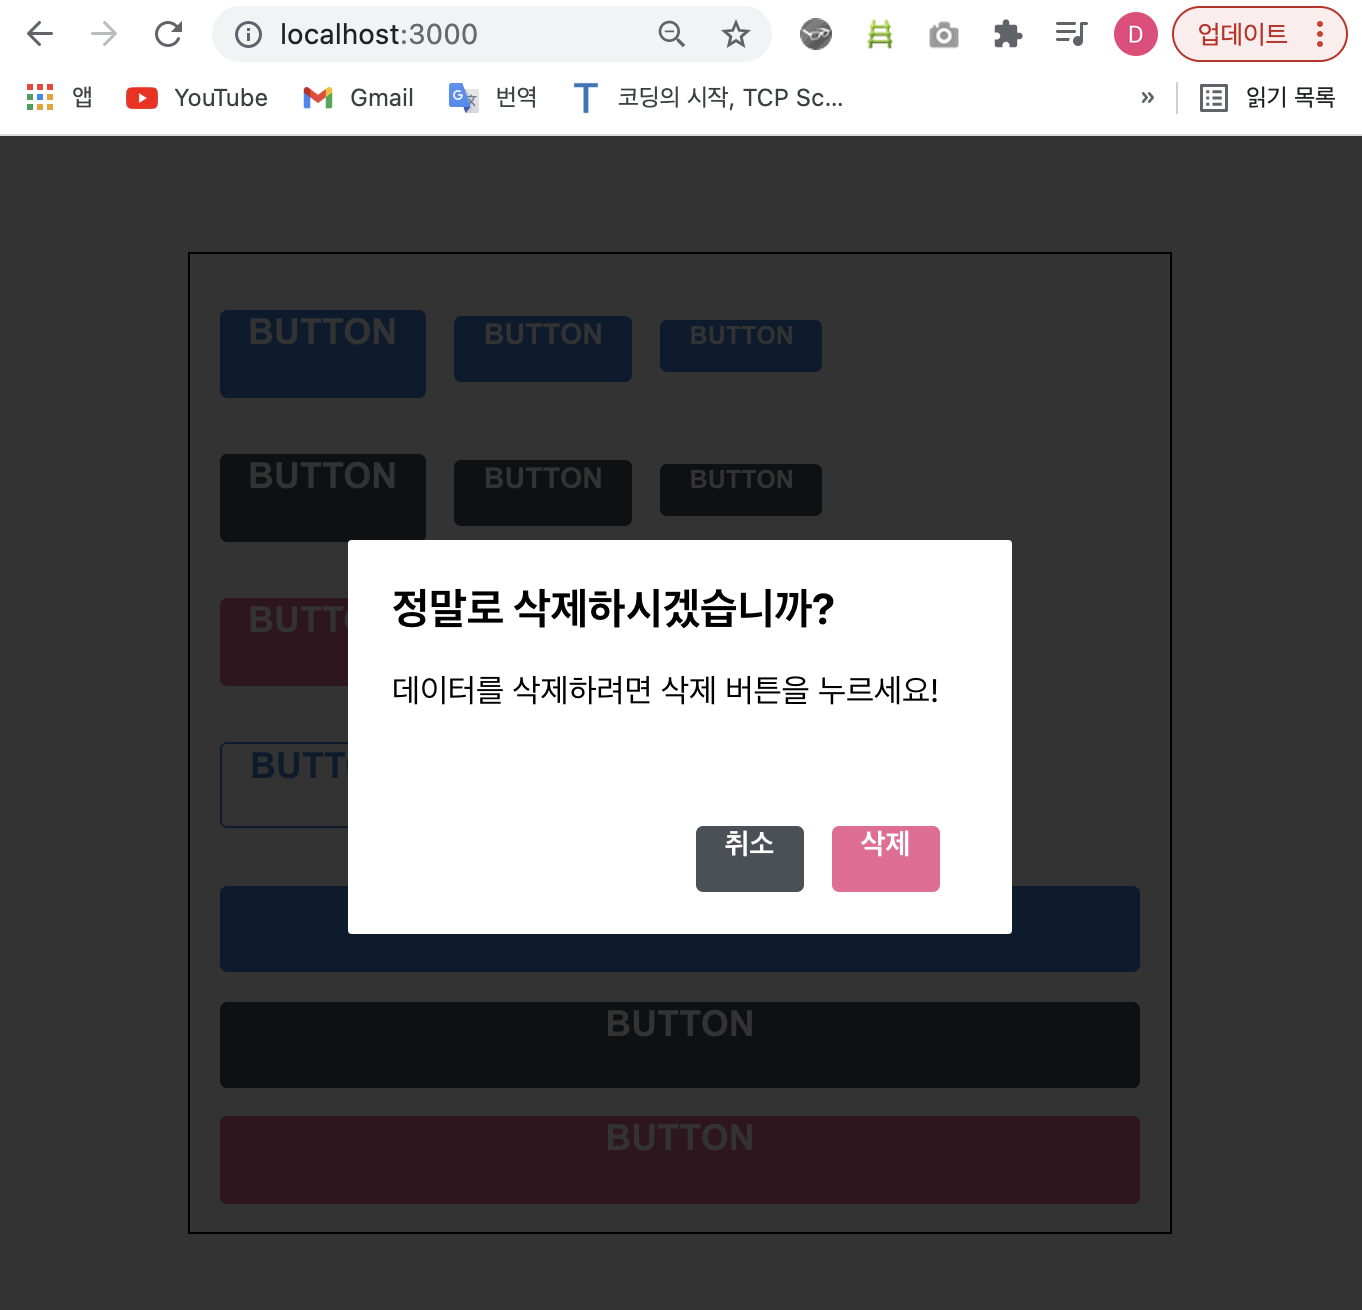 localhost:3000
D
업데이트
앱
YouTube
Gmail
번역
코딩의 시작, TCP Sc...
»
읽기 목록
BUTTON BUTTON BUTTON
BUTTON BUTTON BUTTON
BUTT
BUTT
정말로 삭제하시겠습니까?
데이터를 삭제하려면 삭제 버튼을 누르세요!
취소 삭제
BUTTON
BUTTON